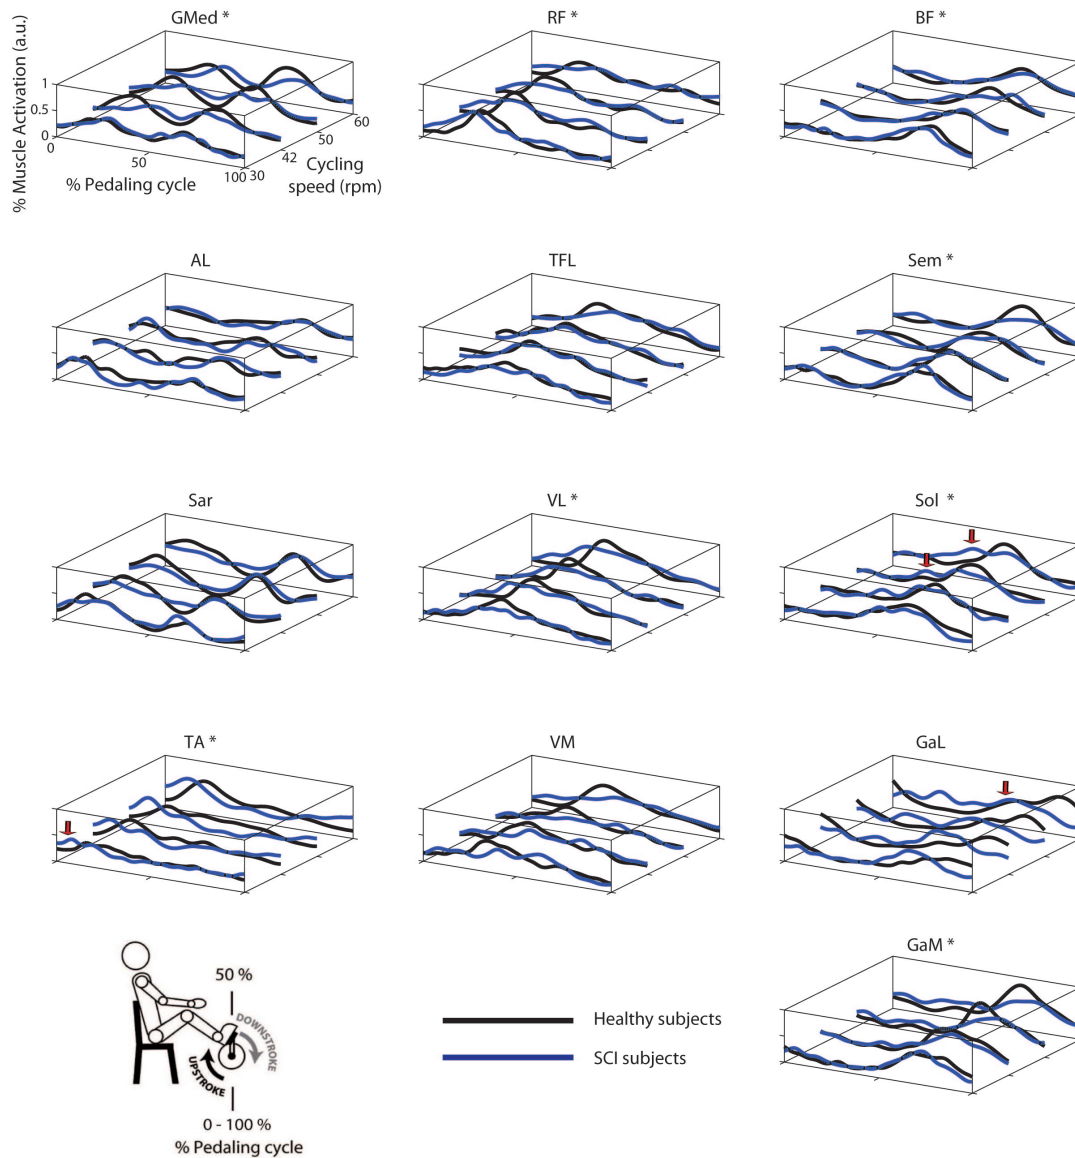 GMed *
RF *
BF *
% Muscle Activation (a.u.)
1
0.5
0
0
50
100
30
42
50
60
% Pedaling cycle
Cycling
speed (rpm)
AL
TFL
Sem *
Sar
VL *
Sol *
TA *
VM
GaL
GaM *
50 %
DOWNSTROKE
UPSTROKE
0 - 100 %
% Pedaling cycle
Healthy subjects
SCI subjects